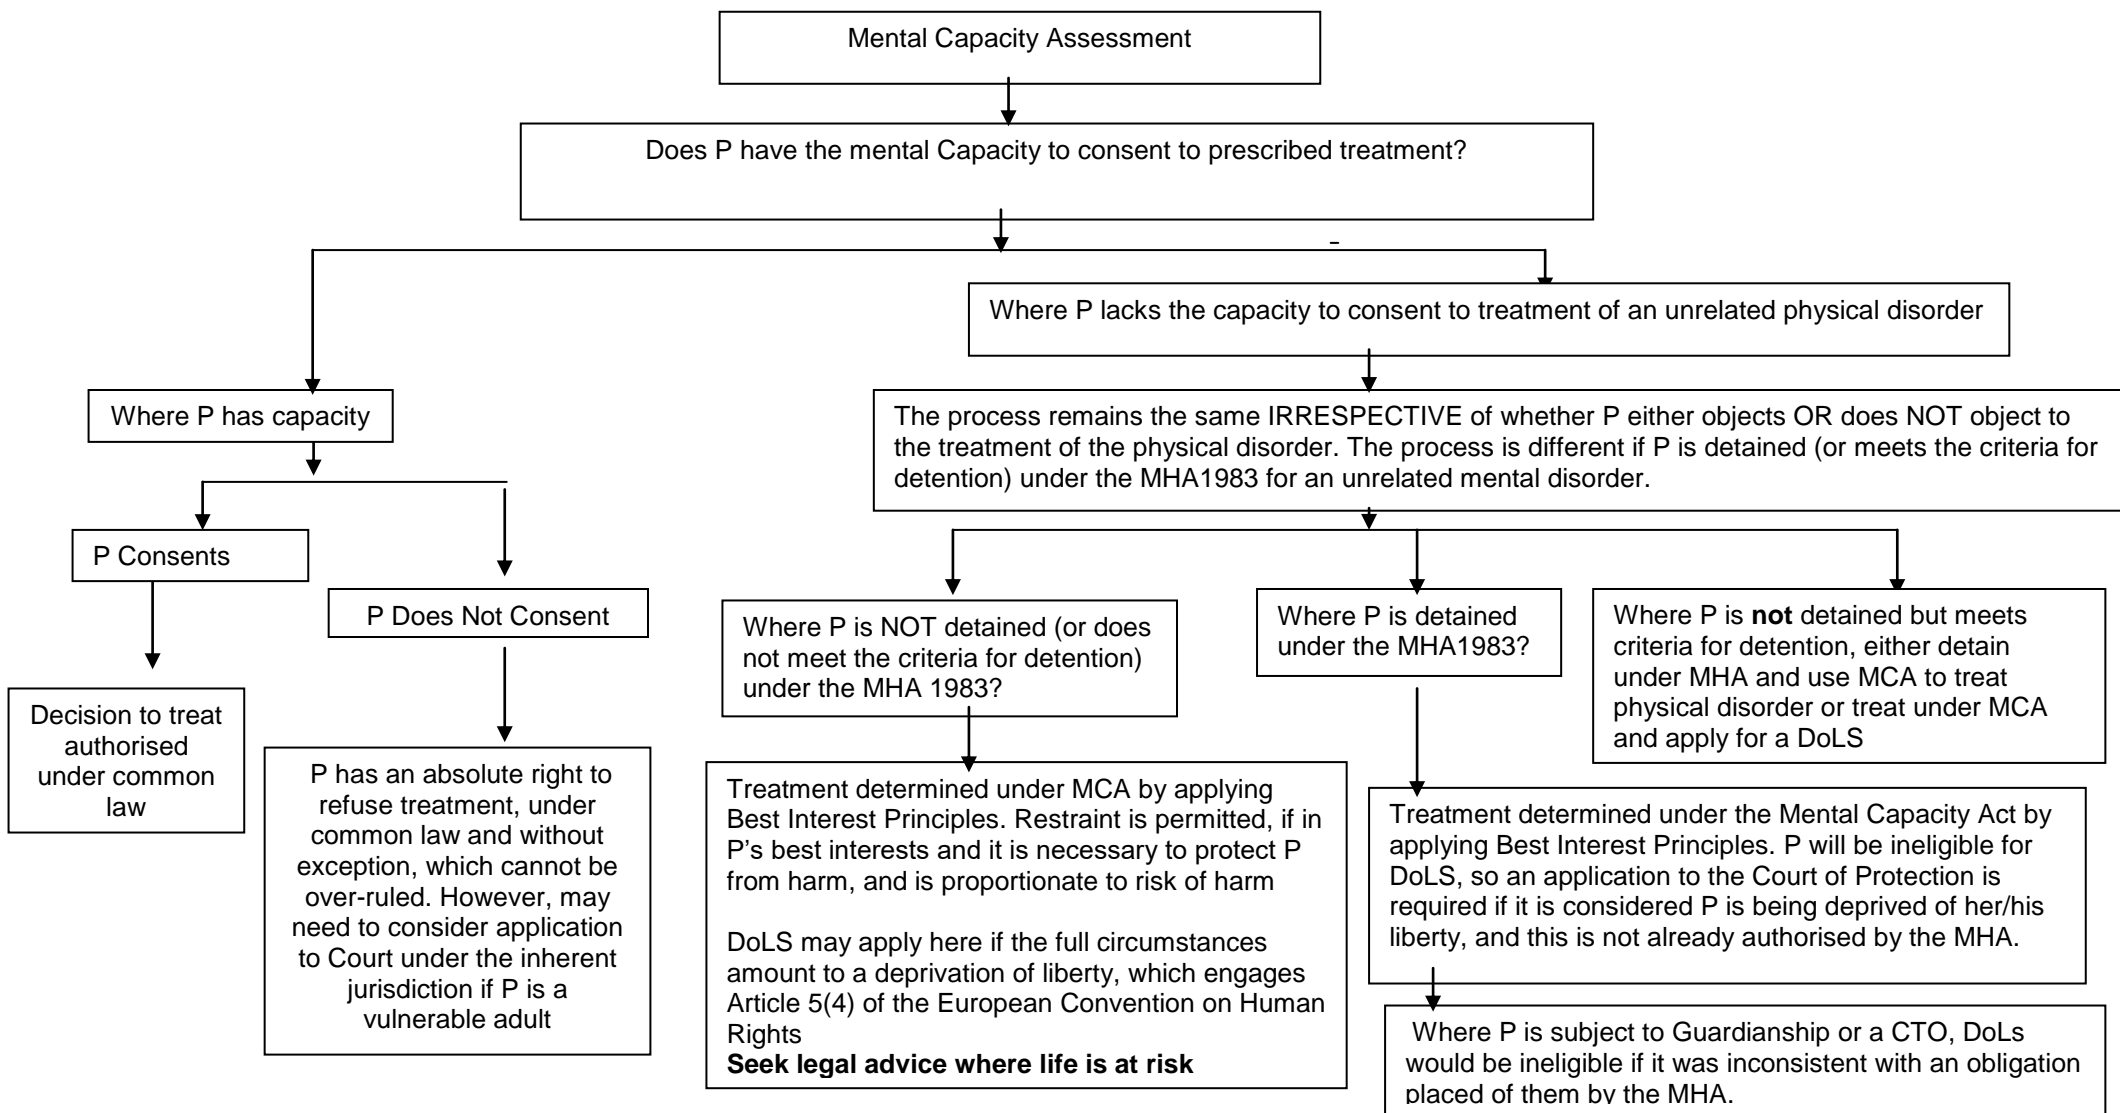 Mental Capacity Assessment
Does P have the mental Capacity to consent to prescribed treatment?
Where P lacks the capacity to consent to treatment of an unrelated physical disorder
Where P has capacity
The process remains the same IRRESPECTIVE of whether P either objects OR does NOT object to
the treatment of the physical disorder. The process is different if P is detained (or meets the criteria for
detention) under the MHA1983 for an unrelated mental disorder.
P Consents
P Does Not Consent
Decision to treat
authorised
under common
law
P has an absolute right to
refuse treatment, under
common law and without
exception, which cannot be
over-ruled. However, may
need to consider application
to Court under the inherent
jurisdiction if P is a
vulnerable adult
Where P is NOT detained (or does
not meet the criteria for detention)
under the MHA 1983?
Treatment determined under MCA by applying
Best Interest Principles. Restraint is permitted, if in
P's best interests and it is necessary to protect P
from harm, and is proportionate to risk of harm
DoLS may apply here if the full circumstances
amount to a deprivation of liberty, which engages
Article 5(4) of the European Convention on Human
Rights
Seek legal advice where life is at risk
Where P is detained
under the MHA1983?
Treatment determined under the Mental Capacity Act by
applying Best Interest Principles. P will be ineligible for
DoLS, so an application to the Court of Protection is
required if it is considered P is being deprived of her/his
liberty, and this is not already authorised by the MHA.
Where P is subject to Guardianship or a CTO, DoLs
would be ineligible if it was inconsistent with an obligation
placed of them by the MHA.
Where P is not detained but meets
criteria for detention, either detain
under MHA and use MCA to treat
physical disorder or treat under MCA
and apply for a DoLS